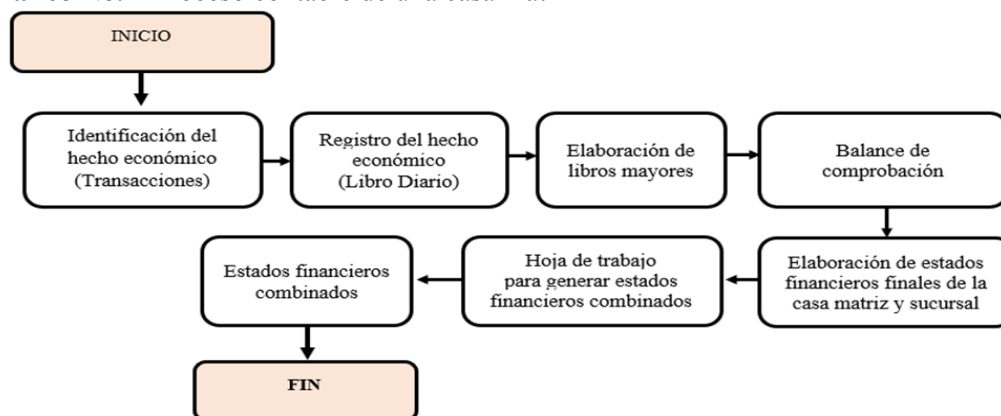 INICIO
Identificación del
hecho económico
(Transacciones)
Registro del hecho
económico
(Libro Diario)
Elaboración de
libros mayores
Balance de
comprobación
Elaboración de estados
financieros finales de la
casa matriz y sucursal
Hoja de trabajo
para generar estados
financieros combinados
Estados financieros
combinados
FIN